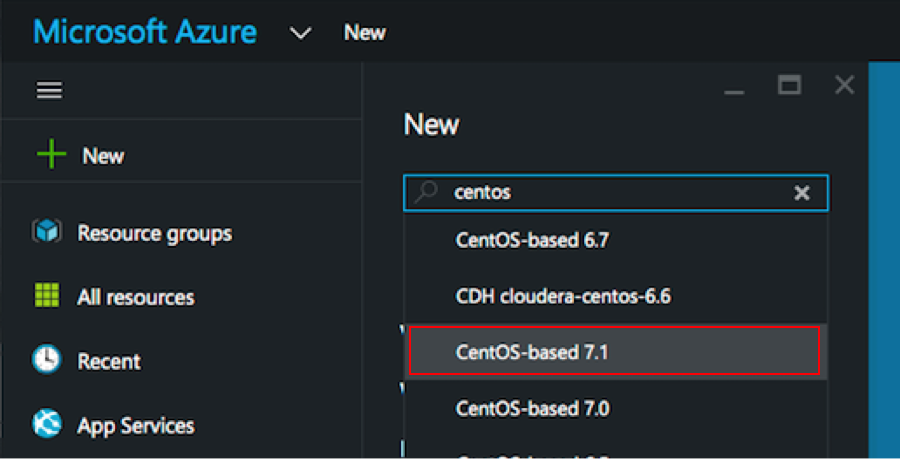 Microsoft Azure New
New
New
centos
Resource groups
CentOS-based 6.7
All resources
CDH cloudera-centos-6.6
Recent
CentOS-based 7.1
App Services
CentOS-based 7.0